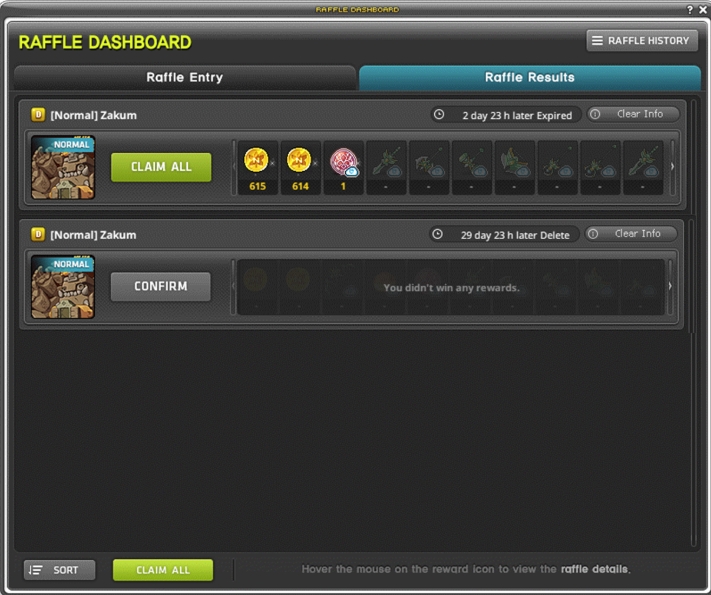 RAFFLE DASHBOARD
RAFFLE DASHBOARD
RAFFLE HISTORY
Raffle Entry
Raffle Results
D [Normal] Zakum
2 day 23 h later Expired
Clear Info
NORMAL
CLAIM ALL
615 614 1 - - - - - - -
D [Normal] Zakum
29 day 23 h later Delete
Clear Info
NORMAL
CONFIRM
You didn't win any rewards.
SORT
CLAIM ALL
Hover the mouse on the reward icon to view the raffle details.